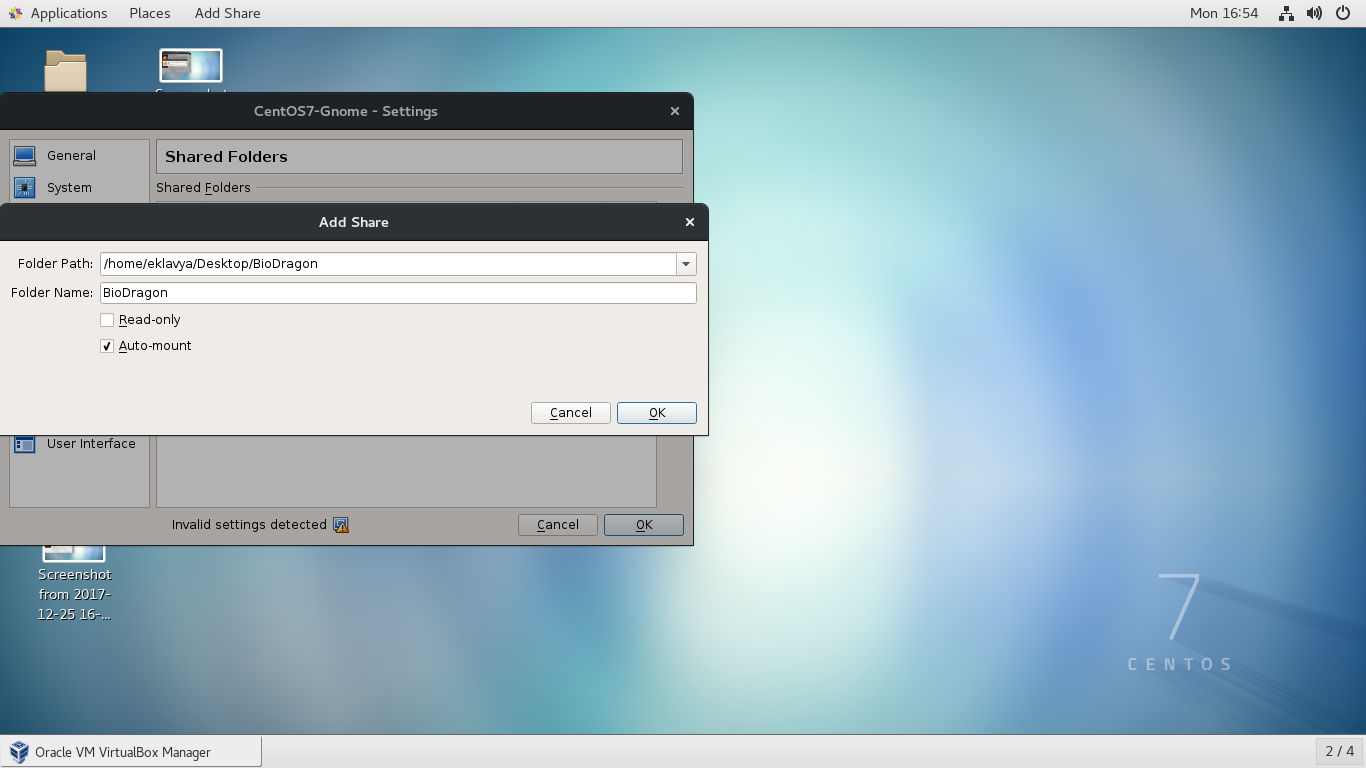 Applications Places Add Share Mon 16:54
CentOS7-Gnome - Settings
General
System
Shared Folders
Shared Folders
Add Share
Folder Path: /home/eklavya/Desktop/BioDragon
Folder Name: BioDragon
Read-only
Auto-mount
Cancel OK
User Interface
Invalid settings detected Cancel OK
Screenshot
from 2017-
12-25 16-...
7
CENTOS
Oracle VM VirtualBox Manager 2 / 4